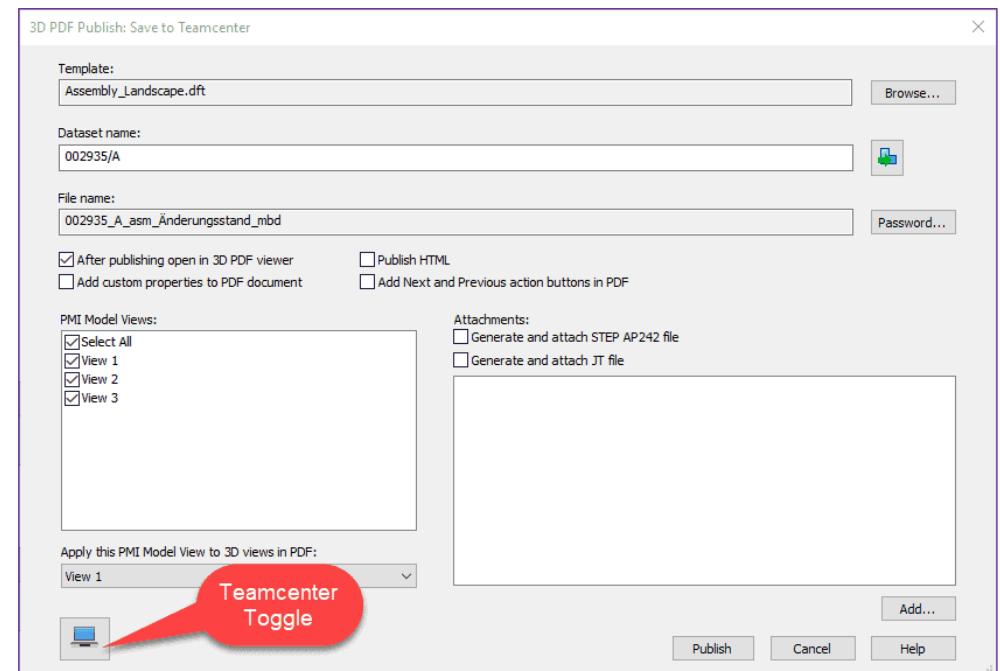 3D PDF Publish: Save to Teamcenter
Template:
Assembly_Landscape.dft
Browse...
Dataset name:
002935/A
File name:
002935_A_asm_Änderungsstand_mbd
Password...
After publishing open in 3D PDF viewer
Publish HTML
Add custom properties to PDF document
Add Next and Previous action buttons in PDF
PMI Model Views:
Select All
View 1
View 2
View 3
Attachments:
Generate and attach STEP AP242 file
Generate and attach JT file
Apply this PMI Model View to 3D views in PDF:
View 1
Teamcenter
Toggle
Add...
Publish
Cancel
Help